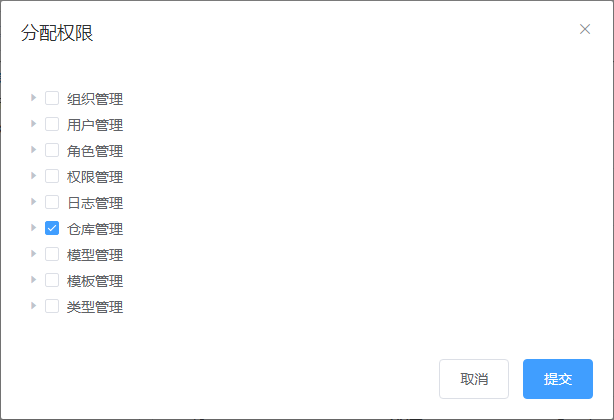 分配权限
组织管理
用户管理
角色管理
权限管理
日志管理
仓库管理
模型管理
模板管理
类型管理
取消
提交